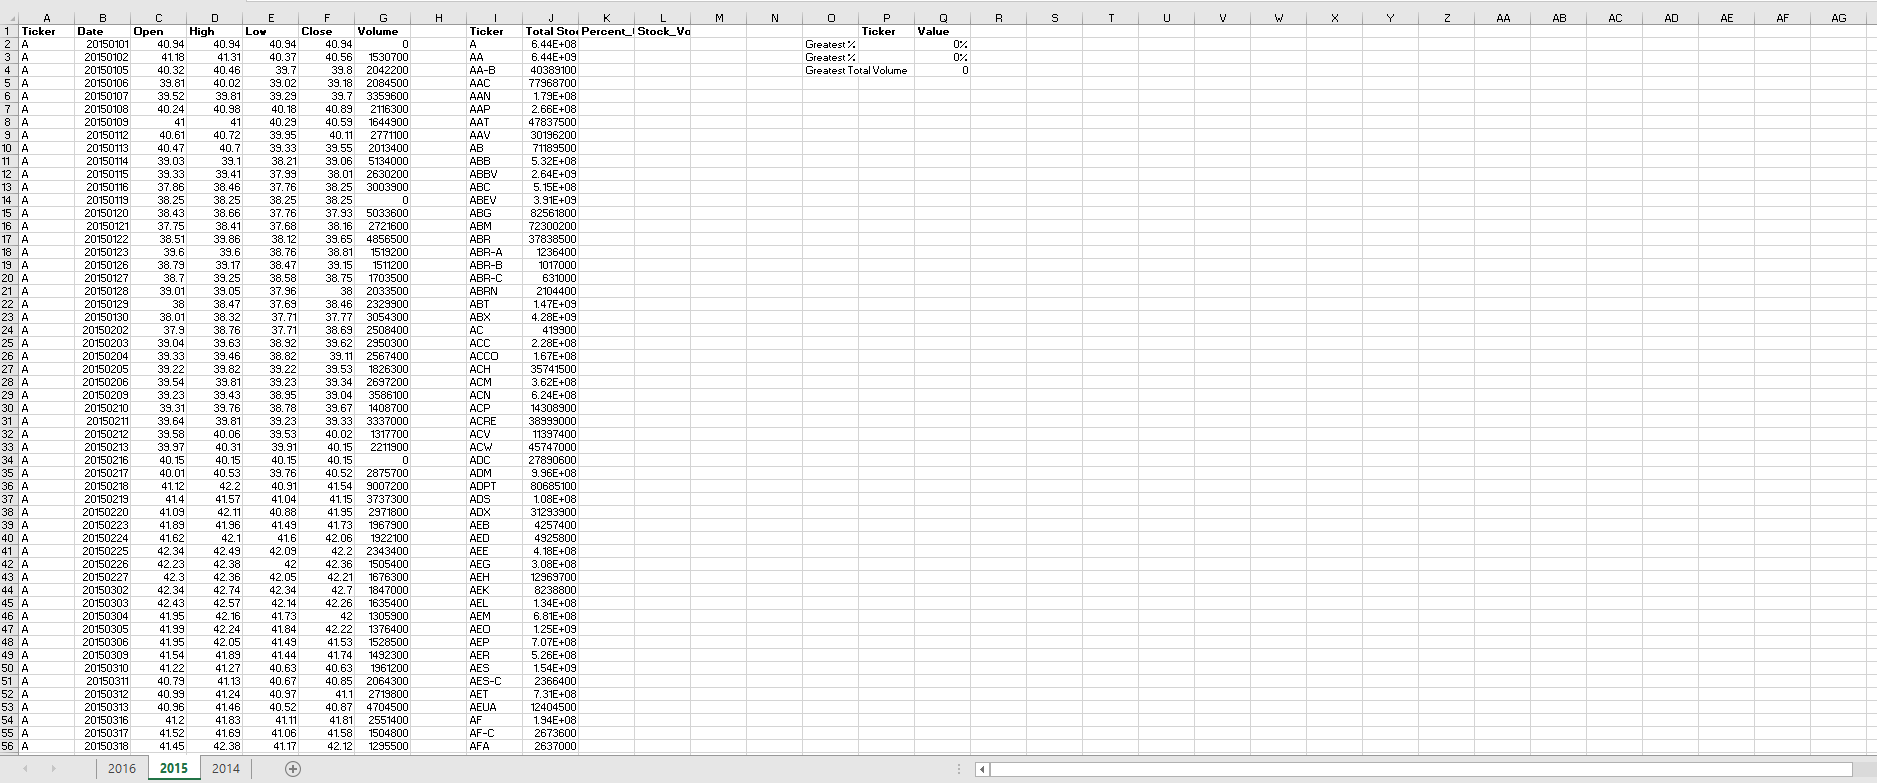 A B C D E F G H I J K L M N O P Q R S T U V W X Y Z AA AB AC AD AE AF AG
1 Ticker Date Open High Low Close Volume Ticker Total Stoc Percent_ Stock_Vo Ticker Value
2 A 20150101 40.94 40.94 40.94 40.94 0 A 6.44E+08 Greatest % 0%
3 A 20150102 41.18 41.31 40.37 40.56 1530700 AA 6.44E+09 Greatest % 0%
4 A 20150105 40.32 40.46 39.7 39.8 2042200 AA-B 40389100 Greatest Total Volume 0
5 A 20150106 39.81 40.02 39.02 39.18 2084500 AAC 77968700
6 A 20150107 39.52 39.81 39.29 39.7 3359600 AAN 1.79E+08
7 A 20150108 40.24 40.98 40.18 40.89 2116300 AAP 2.66E+08
8 A 20150109 41 41 40.29 40.59 1644900 AAT 47837500
9 A 20150112 40.61 40.72 39.95 40.11 2771100 AAV 30196200
10 A 20150113 40.47 40.7 39.33 39.55 2013400 AB 71189500
11 A 20150114 39.03 39.1 38.21 39.06 5134000 ABB 5.32E+08
12 A 20150115 39.33 39.41 37.99 38.01 2630200 ABBV 2.64E+09
13 A 20150116 37.86 38.46 37.76 38.25 3003900 ABC 5.15E+08
14 A 20150119 38.25 38.25 38.25 38.25 0 ABEV 3.91E+09
15 A 20150120 38.43 38.66 37.76 37.93 5033600 ABG 82561800
16 A 20150121 37.75 38.41 37.68 38.16 2721600 ABM 72300200
17 A 20150122 38.51 39.86 38.12 39.65 4856500 ABR 37838500
18 A 20150123 39.6 39.6 38.76 38.81 1519200 ABR-A 1236400
19 A 20150126 38.79 39.17 38.47 39.15 1511200 ABR-B 1017000
20 A 20150127 38.7 39.25 38.58 38.75 1703500 ABR-C 631000
21 A 20150128 39.01 39.05 37.96 38 2033500 ABRN 2104400
22 A 20150129 38 38.47 37.69 38.46 2329900 ABT 1.47E+09
23 A 20150130 38.01 38.32 37.71 37.77 3054300 ABX 4.28E+09
24 A 20150202 37.9 38.76 37.71 38.69 2508400 AC 419900
25 A 20150203 39.04 39.63 38.92 39.62 2950300 ACC 2.28E+08
26 A 20150204 39.33 39.46 38.82 39.11 2567400 ACCO 1.67E+08
27 A 20150205 39.22 39.82 39.22 39.53 1826300 ACH 35741500
28 A 20150206 39.54 39.81 39.23 39.34 2697200 ACM 3.62E+08
29 A 20150209 39.23 39.43 38.95 39.04 3586100 ACN 6.24E+08
30 A 20150210 39.31 39.76 38.78 39.67 1408700 ACP 14308900
31 A 20150211 39.64 39.81 39.23 39.33 3337000 ACRE 38999000
32 A 20150212 39.58 40.06 39.53 40.02 1317700 ACV 11397400
33 A 20150213 39.97 40.31 39.91 40.15 2211900 ACW 45747000
34 A 20150216 40.15 40.15 40.15 40.15 0 ADC 27890600
35 A 20150217 40.01 40.53 39.76 40.52 2875700 ADM 9.96E+08
36 A 20150218 41.12 42.2 40.91 41.54 9007200 ADPT 80685100
37 A 20150219 41.4 41.57 41.04 41.15 3737300 ADS 1.08E+08
38 A 20150220 41.09 42.11 40.88 41.95 2971800 ADX 31293900
39 A 20150223 41.89 41.96 41.49 41.73 1967900 AEB 4257400
40 A 20150224 41.62 42.1 41.6 42.06 1922100 AED 4925800
41 A 20150225 42.34 42.49 42.09 42.2 2343400 AEE 4.18E+08
42 A 20150226 42.23 42.38 42 42.36 1505400 AEG 3.08E+08
43 A 20150227 42.3 42.36 42.05 42.21 1676300 AEH 12969700
44 A 20150302 42.34 42.74 42.34 42.7 1847000 AEK 8238800
45 A 20150303 42.43 42.57 42.14 42.26 1635400 AEL 1.34E+08
46 A 20150304 41.95 42.16 41.73 42 1305900 AEM 6.81E+08
47 A 20150305 41.99 42.24 41.84 42.22 1376400 AEO 1.25E+09
48 A 20150306 41.95 42.05 41.49 41.53 1528500 AEP 7.07E+08
49 A 20150309 41.54 41.89 41.44 41.74 1492300 AER 5.26E+08
50 A 20150310 41.22 41.27 40.63 40.63 1961200 AES 1.54E+09
51 A 20150311 40.79 41.13 40.67 40.85 2064300 AES-C 2366400
52 A 20150312 40.99 41.24 40.97 41.1 2719800 AET 7.31E+08
53 A 20150313 40.96 41.46 40.52 40.87 4704500 AEUA 12404500
54 A 20150316 41.2 41.83 41.11 41.81 2551400 AF 1.94E+08
55 A 20150317 41.52 41.69 41.06 41.58 1504800 AF-C 2673600
56 A 20150318 41.45 42.38 41.17 42.12 1295500 AFA 2637000
2016 2015 2014